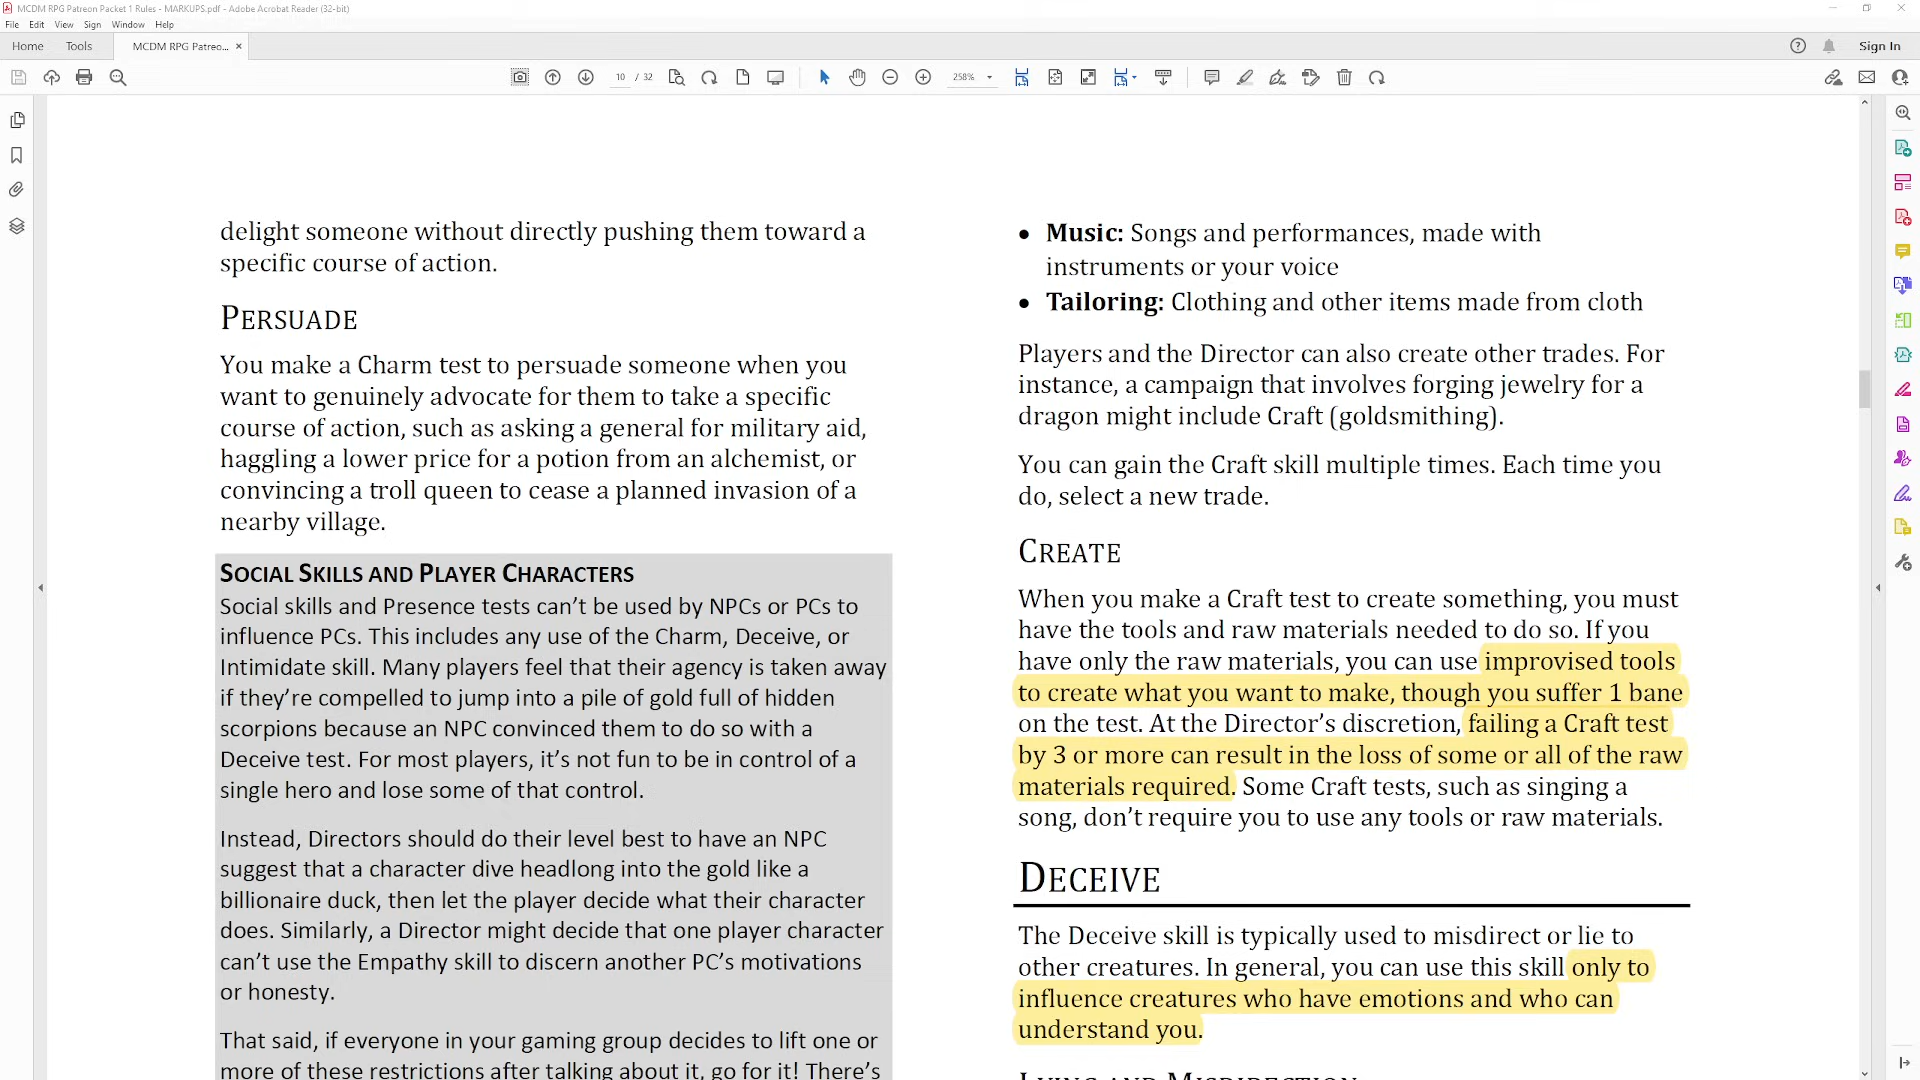 MCDM RPG Patreon Packet 1 Rules - MARKUPS.pdf - Adobe Acrobat Reader (32-bit)
File Edit View Sign Window Help
Home Tools MCDM RPG Patreo... × Sign In
10 / 32 258%
delight someone without directly pushing them toward a
specific course of action.
PERSUADE
You make a Charm test to persuade someone when you
want to genuinely advocate for them to take a specific
course of action, such as asking a general for military aid,
haggling a lower price for a potion from an alchemist, or
convincing a troll queen to cease a planned invasion of a
nearby village.
SOCIAL SKILLS AND PLAYER CHARACTERS
Social skills and Presence tests can’t be used by NPCs or PCs to
influence PCs. This includes any use of the Charm, Deceive, or
Intimidate skill. Many players feel that their agency is taken away
if they’re compelled to jump into a pile of gold full of hidden
scorpions because an NPC convinced them to do so with a
Deceive test. For most players, it’s not fun to be in control of a
single hero and lose some of that control.
Instead, Directors should do their level best to have an NPC
suggest that a character dive headlong into the gold like a
billionaire duck, then let the player decide what their character
does. Similarly, a Director might decide that one player character
can’t use the Empathy skill to discern another PC’s motivations
or honesty.
That said, if everyone in your gaming group decides to lift one or
more of these restrictions after talking about it, go for it! There’s
• Music: Songs and performances, made with
instruments or your voice
• Tailoring: Clothing and other items made from cloth
Players and the Director can also create other trades. For
instance, a campaign that involves forging jewelry for a
dragon might include Craft (goldsmithing).
You can gain the Craft skill multiple times. Each time you
do, select a new trade.
CREATE
When you make a Craft test to create something, you must
have the tools and raw materials needed to do so. If you
have only the raw materials, you can use improvised tools
to create what you want to make, though you suffer 1 bane
on the test. At the Director’s discretion, failing a Craft test
by 3 or more can result in the loss of some or all of the raw
materials required. Some Craft tests, such as singing a
song, don’t require you to use any tools or raw materials.
DECEIVE
The Deceive skill is typically used to misdirect or lie to
other creatures. In general, you can use this skill only to
influence creatures who have emotions and who can
understand you.
LYING AND MISDIRECTION